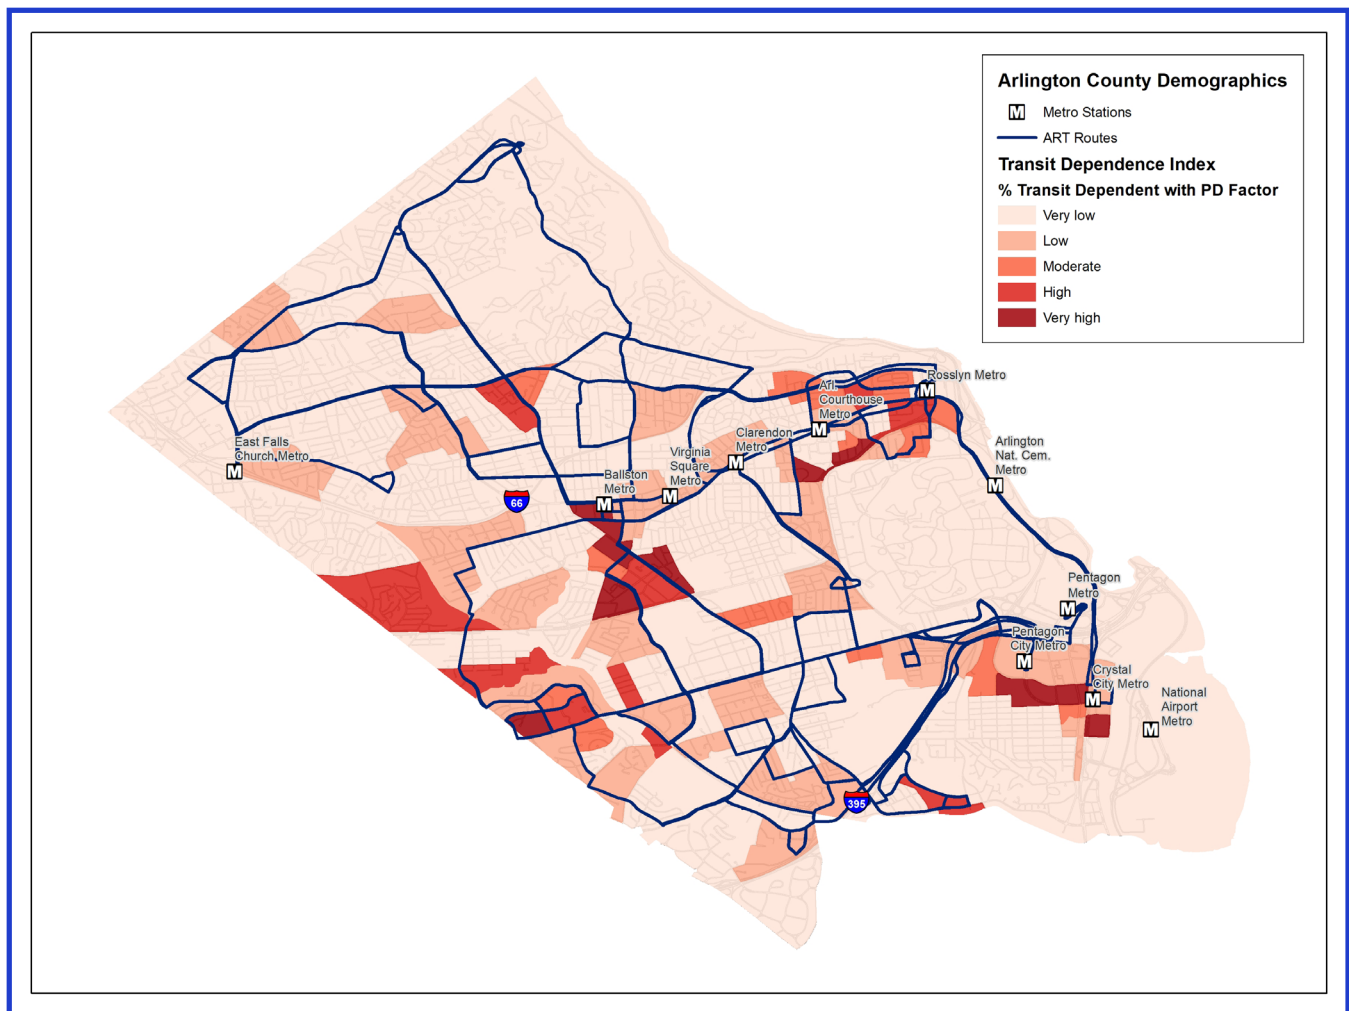 Arlington County Demographics
M Metro Stations
ART Routes
Transit Dependence Index
% Transit Dependent with PD Factor
Very low
Low
Moderate
High
Very high
Rosslyn Metro
M
Arl.
Courthouse
Metro
M
Clarendon
Metro
M
Virginia
Square
Metro
M
Ballston
Metro
M
East Falls
Church Metro
M
66
Arlington
Nat. Cem.
Metro
M
Pentagon
Metro
M
Pentagon
City Metro
M
Crystal
City Metro
M
National
Airport
Metro
M
395